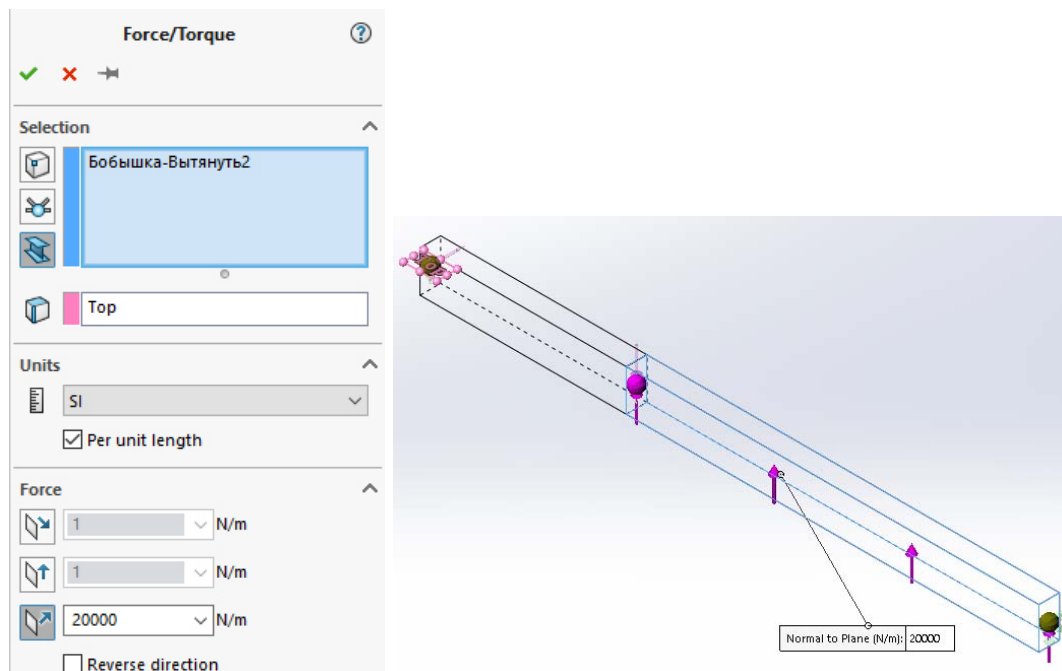 Force/Torque
Selection
Бобышка-Вытянуть2
Top
Units
SI
Per unit length
Force
1 N/m
1 N/m
20000 N/m
Reverse direction
Normal to Plane (N/m): 20000